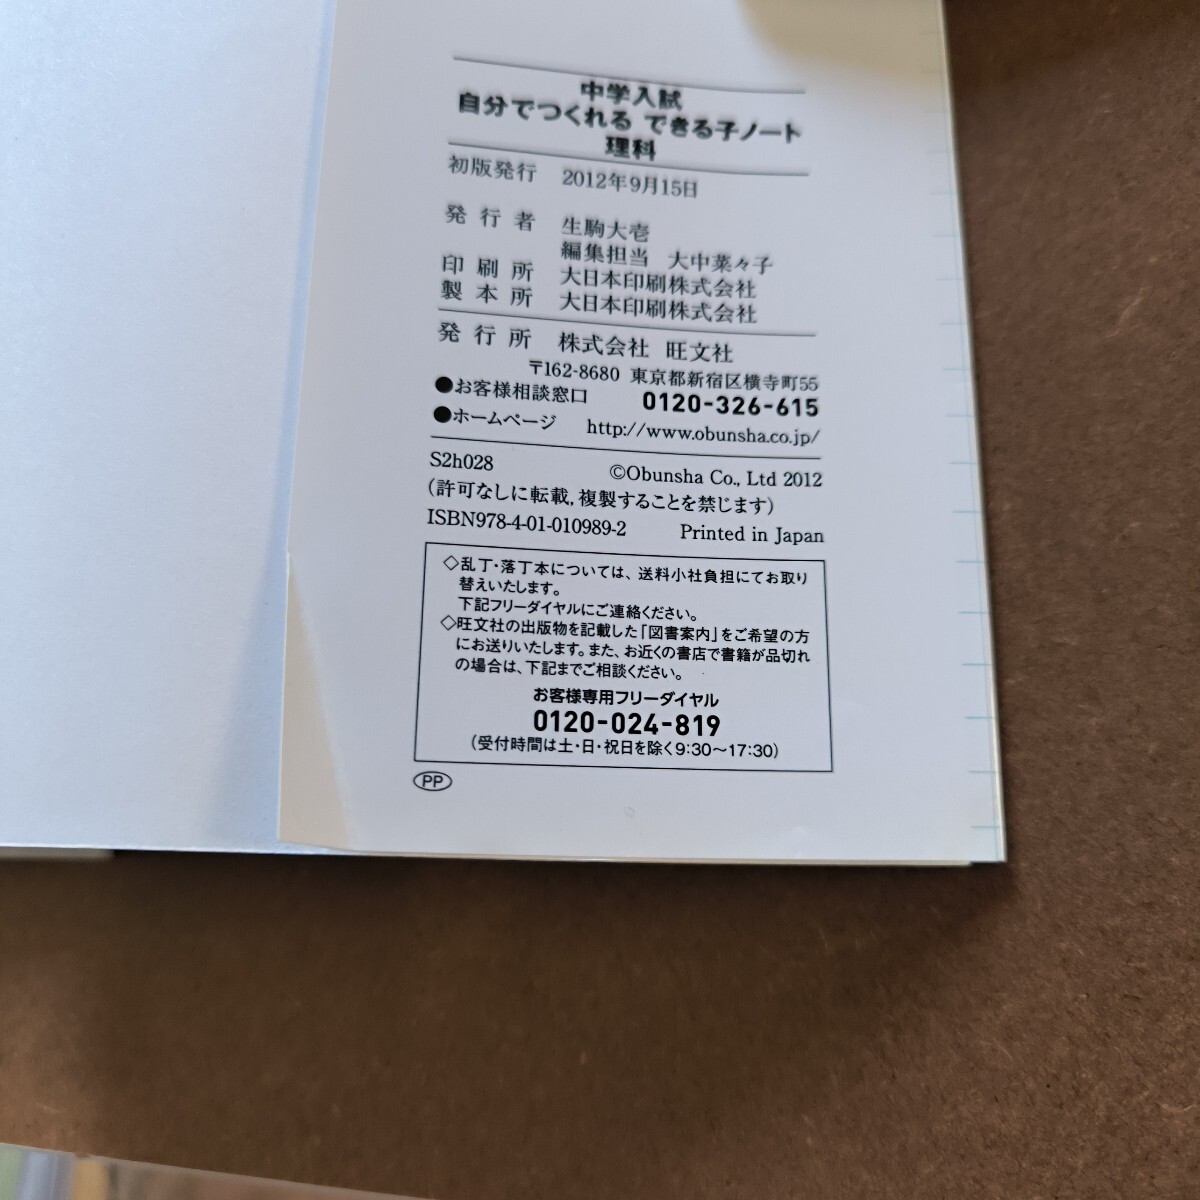 中学入試
自分でつくれる できる子ノート
理科
初版発行 2012年9月15日
発行者 生駒大壱
編集担当 大中菜々子
印刷所 大日本印刷株式会社
製本所 大日本印刷株式会社
発行所 株式会社 旺文社
〒162-8680 東京都新宿区横寺町55
●お客様相談窓口 0120-326-615
●ホームページ http://www.obunsha.co.jp/
S2h028 ©Obunsha Co., Ltd 2012
(許可なしに転載,複製することを禁じます)
ISBN978-4-01-010989-2 Printed in Japan
◇乱丁・落丁本については、送料小社負担にてお取り
替えいたします。
下記フリーダイヤルにご連絡ください。
◇旺文社の出版物を記載した「図書案内」をご希望の方
にお送りいたします。また、お近くの書店で書籍が品切れ
の場合は、下記までご相談ください。
お客様専用フリーダイヤル
0120-024-819
(受付時間は土・日・祝日を除く9:30〜17:30)
PP